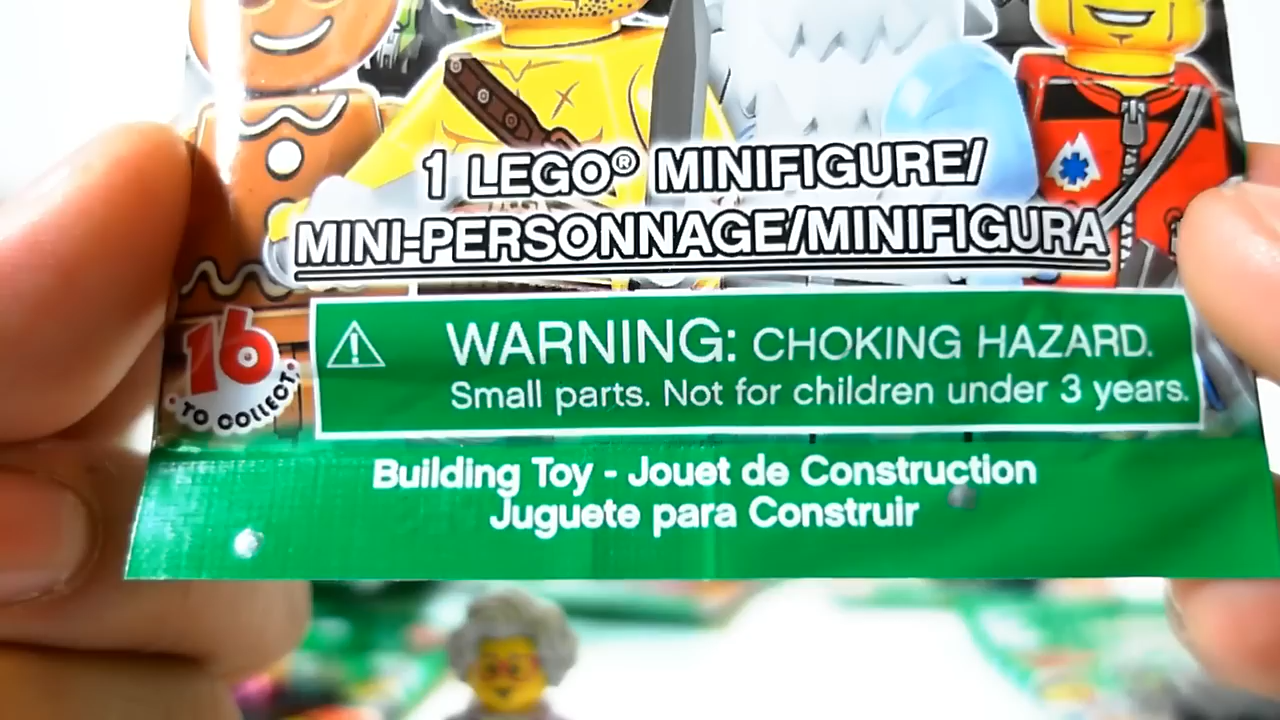 1 LEGO® MINIFIGURE/
MINI-PERSONNAGE/MINIFIGURA
16
TO COLLECT
WARNING: CHOKING HAZARD.
Small parts. Not for children under 3 years.
Building Toy - Jouet de Construction
Juguete para Construir